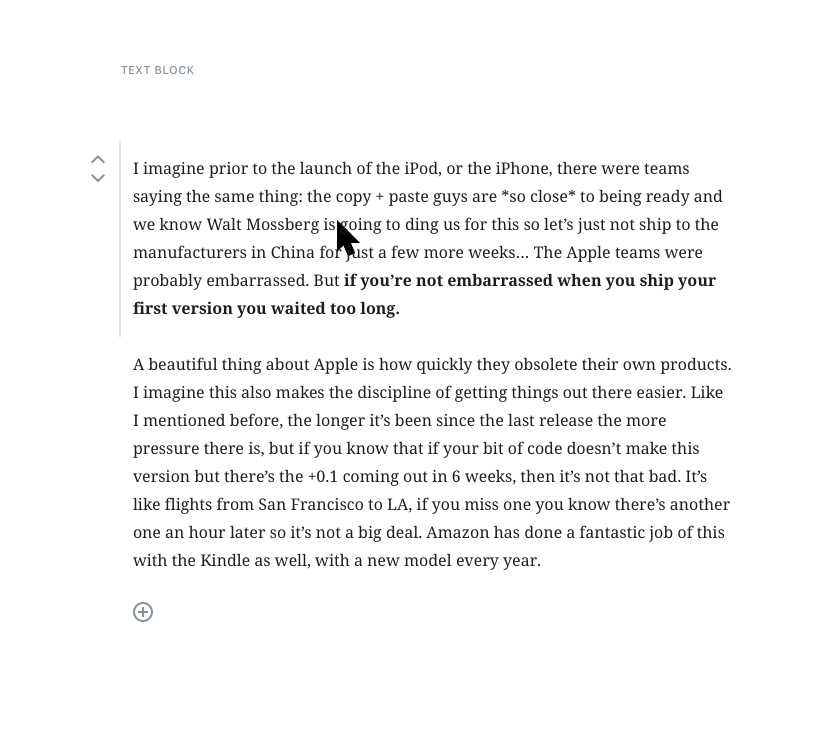 TEXT BLOCK
I imagine prior to the launch of the iPod, or the iPhone, there were teams
saying the same thing: the copy + paste guys are *so close* to being ready and
we know Walt Mossberg is going to ding us for this so let’s just not ship to the
manufacturers in China for just a few more weeks… The Apple teams were
probably embarrassed. But if you’re not embarrassed when you ship your
first version you waited too long.
A beautiful thing about Apple is how quickly they obsolete their own products.
I imagine this also makes the discipline of getting things out there easier. Like
I mentioned before, the longer it’s been since the last release the more
pressure there is, but if you know that if your bit of code doesn’t make this
version but there’s the +0.1 coming out in 6 weeks, then it’s not that bad. It’s
like flights from San Francisco to LA, if you miss one you know there’s another
one an hour later so it’s not a big deal. Amazon has done a fantastic job of this
with the Kindle as well, with a new model every year.